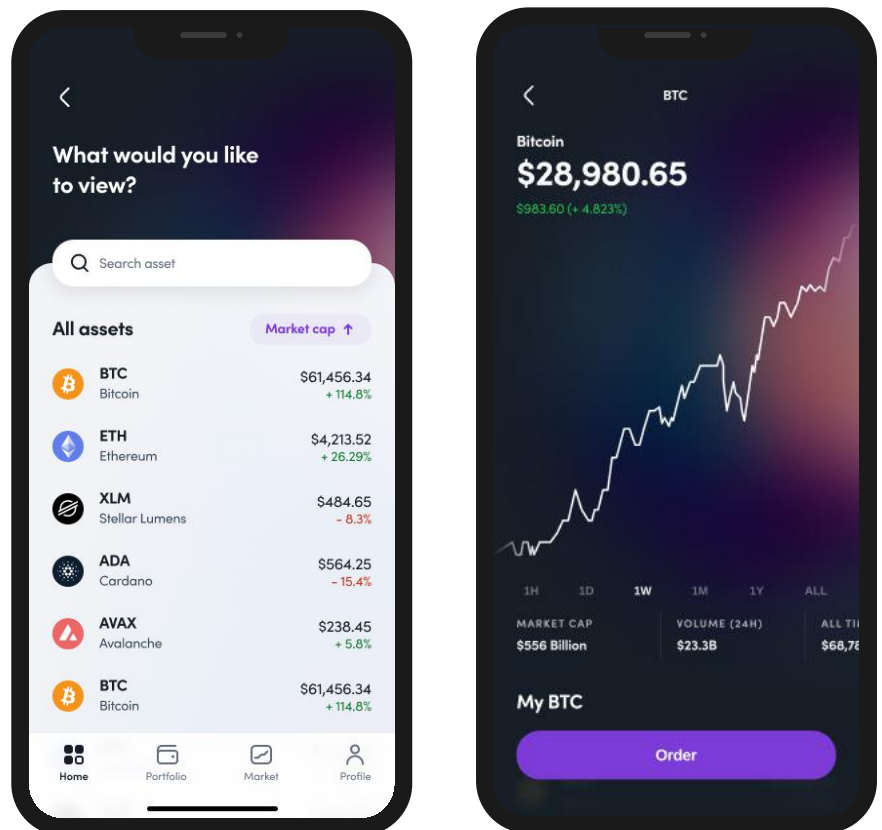 What would you like
to view?
Search asset
All assets
Market cap
BTC
$61,456.34
Bitcoin
+ 114.8%
ETH
$4,213.52
Ethereum
+ 26.29%
XLM
$484.65
Stellar Lumens
- 8.3%
ADA
$564.25
Cardano
- 15.4%
AVAX
$238.45
Avalanche
+ 5.8%
BTC
$61,456.34
Bitcoin
+ 114.8%
Home
Portfolio
Market
Profile
BTC
Bitcoin
$28,980.65
$983.60 (+ 4.823%)
1H
1D
1W
1M
1Y
ALL
MARKET CAP
VOLUME (24H)
ALL
$556 Billion
$23.3B
My BTC
Order